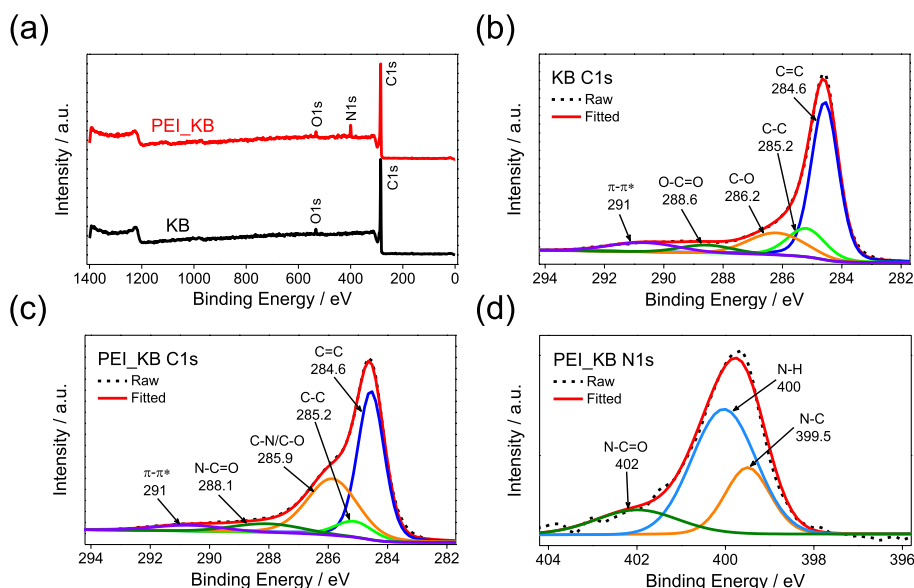 (a)
Intensity / a.u.
PEI_KB
O1s
N1s
C1s
KB
O1s
C1s
1400 1200 1000 800 600 400 200 0
Binding Energy / eV
(b)
Intensity / a.u.
KB C1s
Raw
Fitted
C=C
284.6
C-C
285.2
C-O
286.2
O-C=O
288.6
π-π*
291
294 292 290 288 286 284 282
Binding Energy / eV
(c)
Intensity / a.u.
PEI_KB C1s
Raw
Fitted
C=C
284.6
C-C
285.2
C-N/C-O
285.9
N-C=O
288.1
π-π*
291
294 292 290 288 286 284 282
Binding Energy / eV
(d)
Intensity / a.u.
PEI_KB N1s
Raw
Fitted
N-H
400
N-C
399.5
N-C=O
402
404 402 400 398 396
Binding Energy / eV